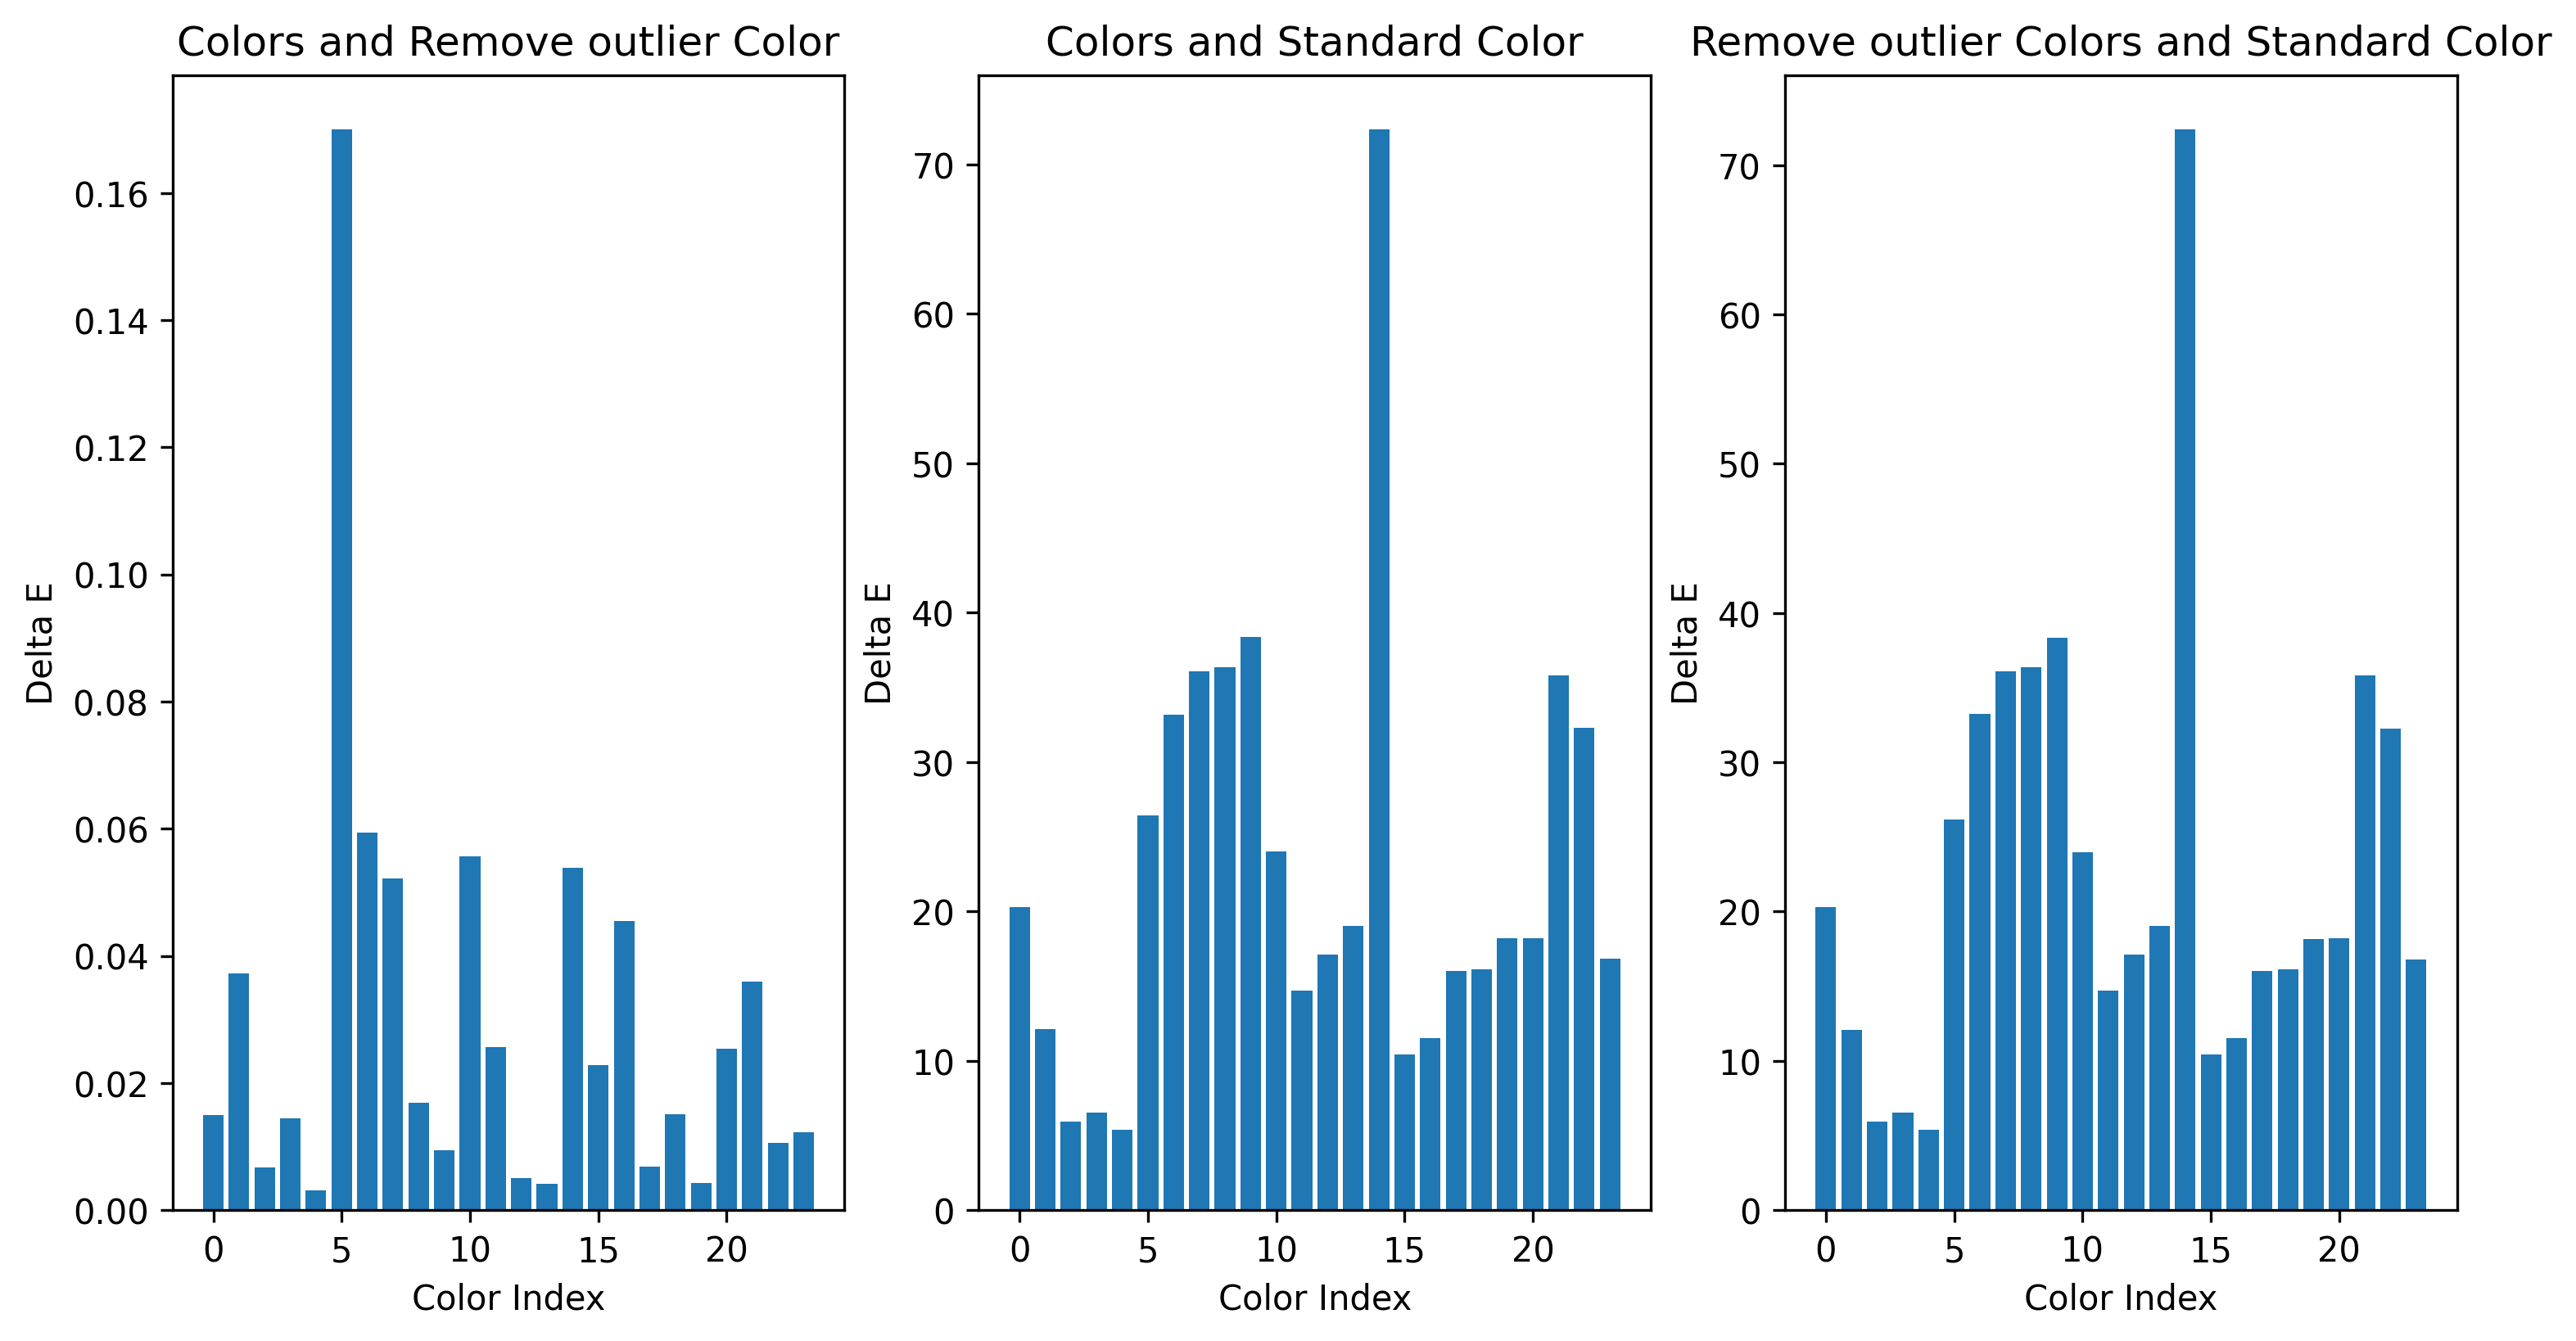 Colors and Remove outlier Color
0.16
0.14
0.12
0.10
0.08
0.06
0.04
0.02
0.00
Delta E
0 5 10 15 20
Color Index
Colors and Standard Color
70
60
50
40
30
20
10
0
Delta E
0 5 10 15 20
Color Index
Remove outlier Colors and Standard Color
70
60
50
40
30
20
10
0
Delta E
0 5 10 15 20
Color Index